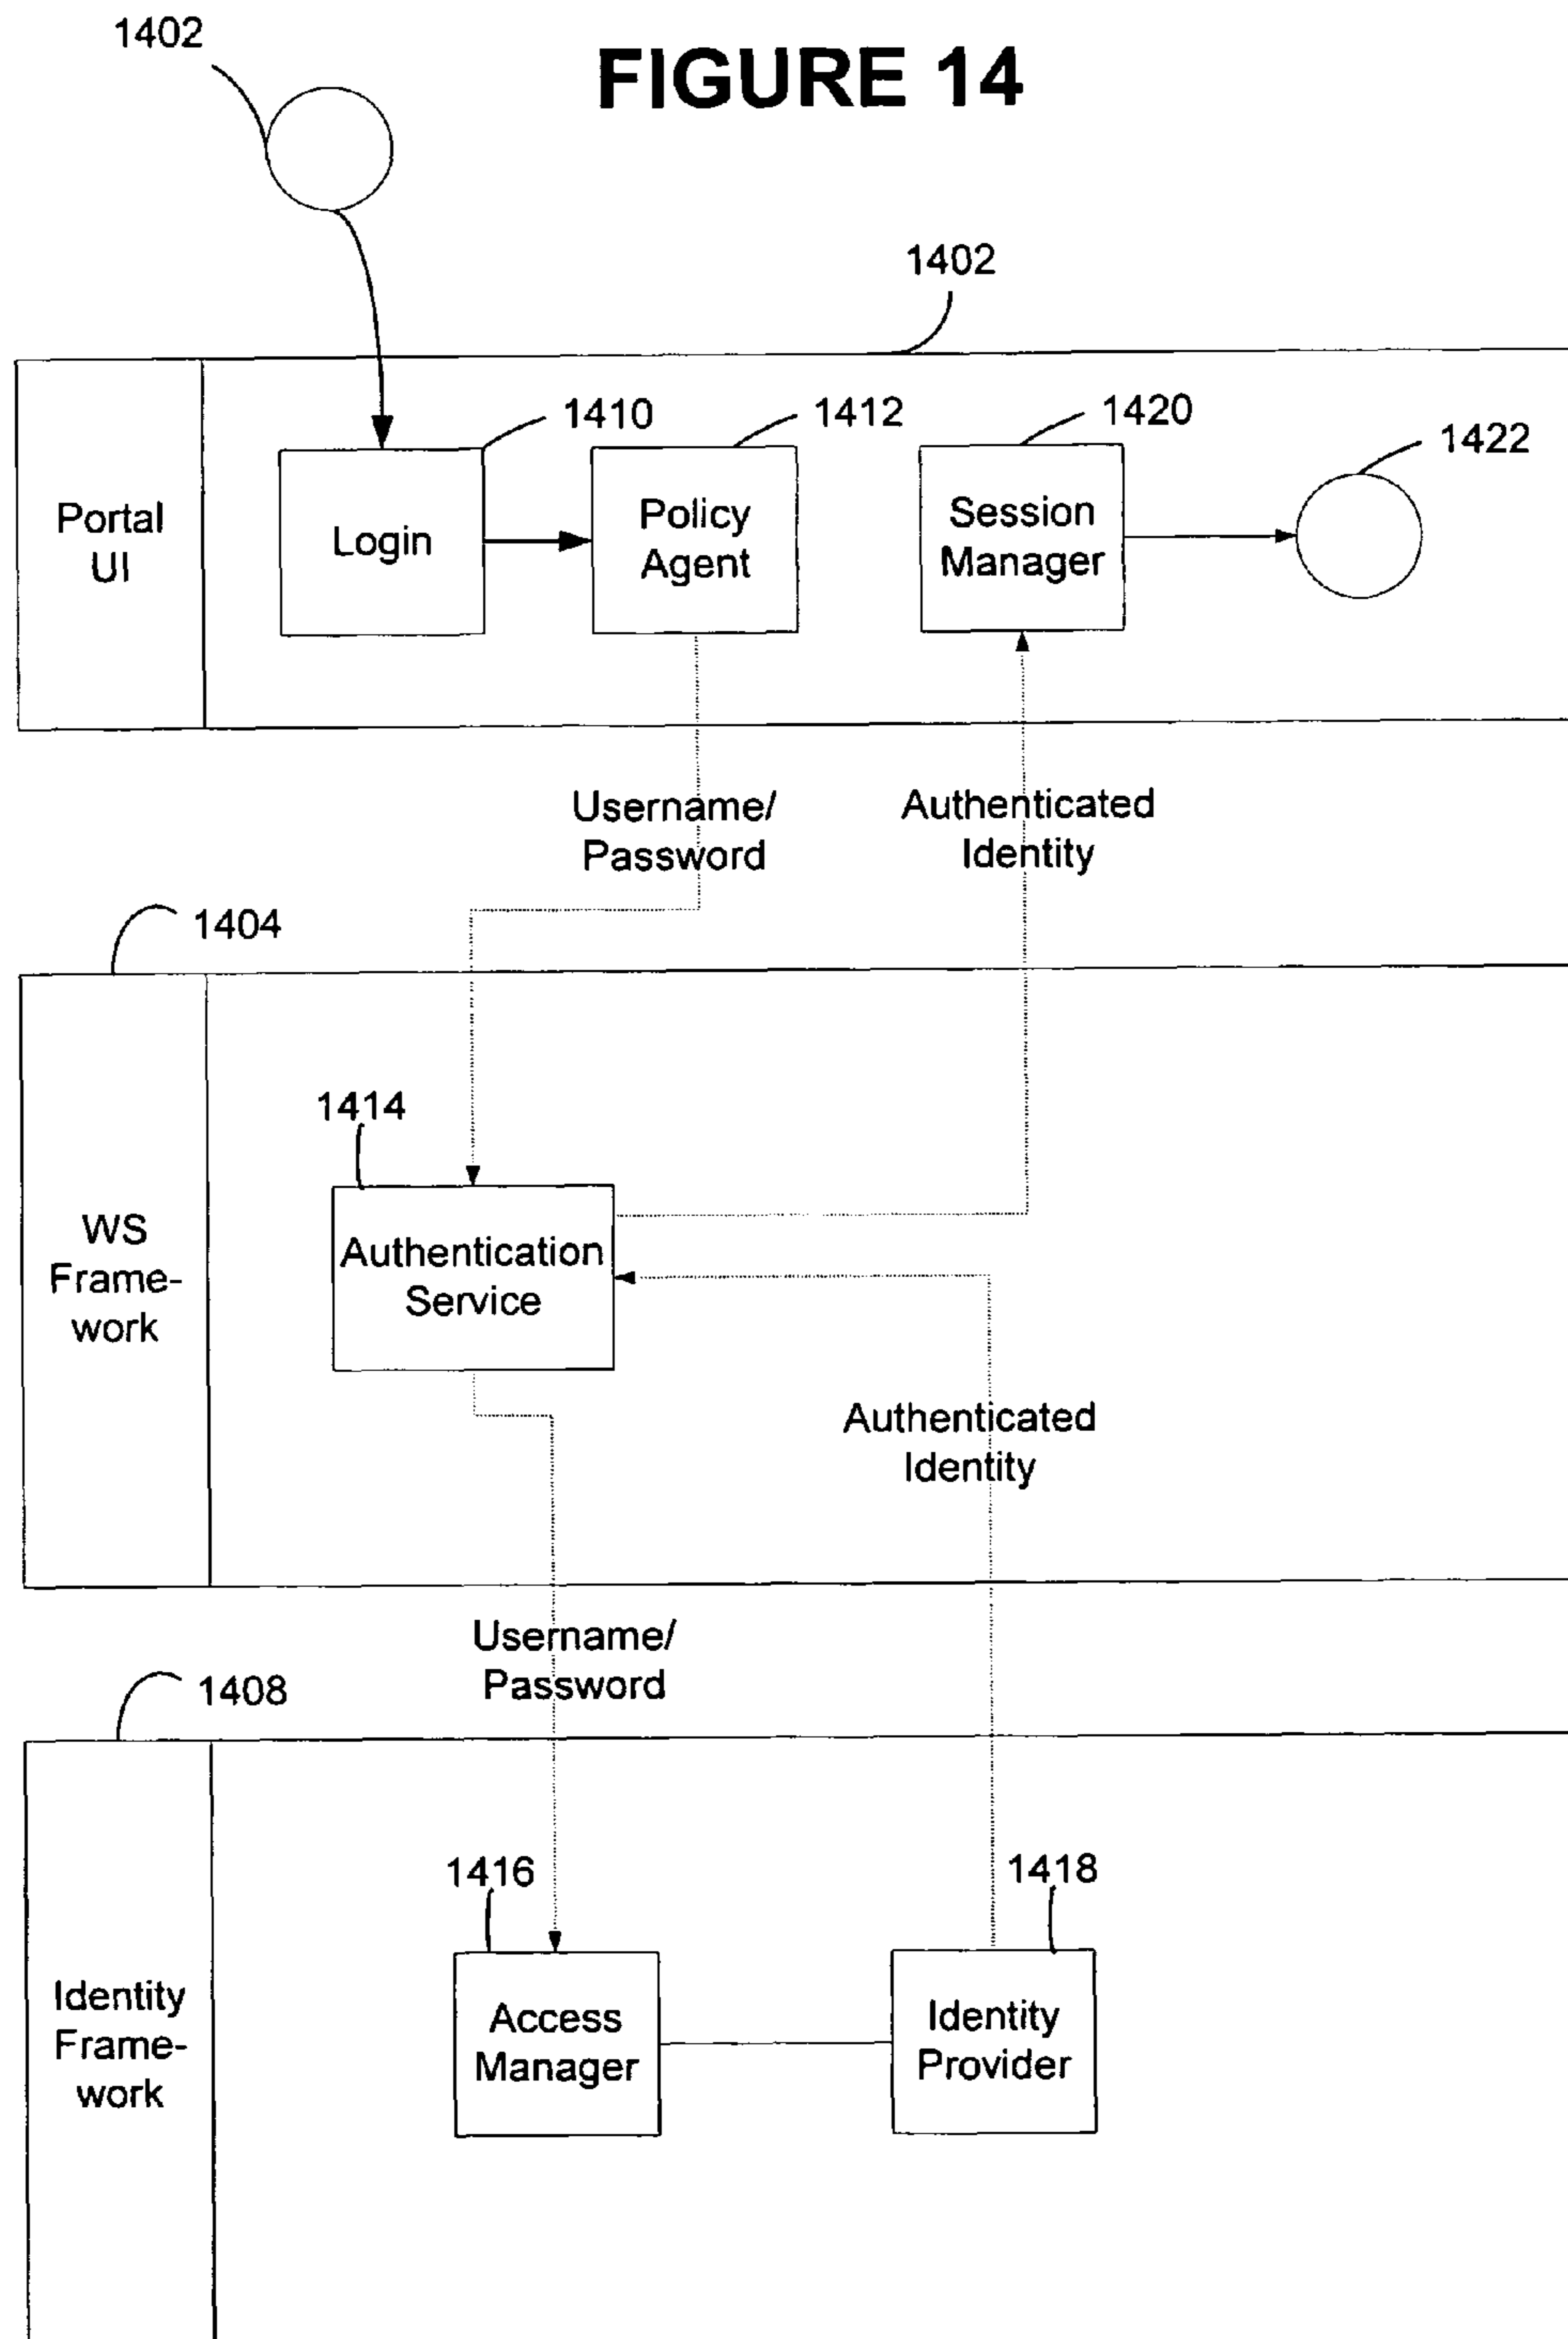 1402
FIGURE 14
1402
1410
1412
1420
1422
Portal
UI
Login
Policy
Agent
Session
Manager
Username/
Password
Authenticated
Identity
1404
1414
WS
Frame-
work
Authentication
Service
Authenticated
Identity
Username/
Password
1408
1416
1418
Identity
Frame-
work
Access
Manager
Identity
Provider